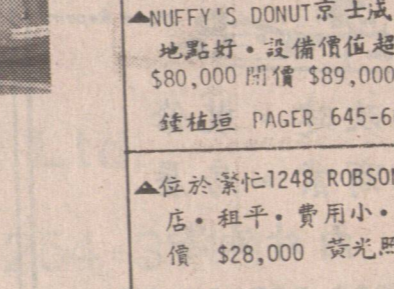 ▲NUFFY'S DONUT京士威
地點好・設備價值超
$80,000 開價 $89,000
鍾植垣 PAGER 645-6
▲位於繁忙1248 ROBSO
店・租平・費用小・
價 $28,000 黃光照